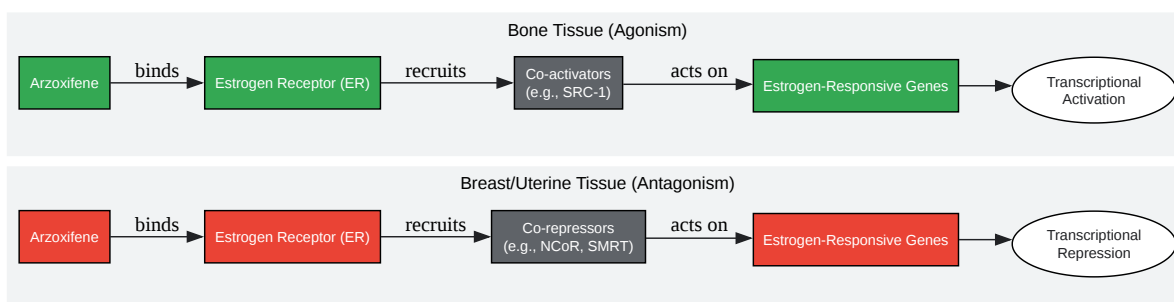 Bone Tissue (Agonism)
Arzoxifene
binds
Estrogen Receptor (ER)
recruits
Co-activators
(e.g., SRC-1)
acts on
Estrogen-Responsive Genes
Transcriptional
Activation
Breast/Uterine Tissue (Antagonism)
Arzoxifene
binds
Estrogen Receptor (ER)
recruits
Co-repressors
(e.g., NCoR, SMRT)
acts on
Estrogen-Responsive Genes
Transcriptional
Repression